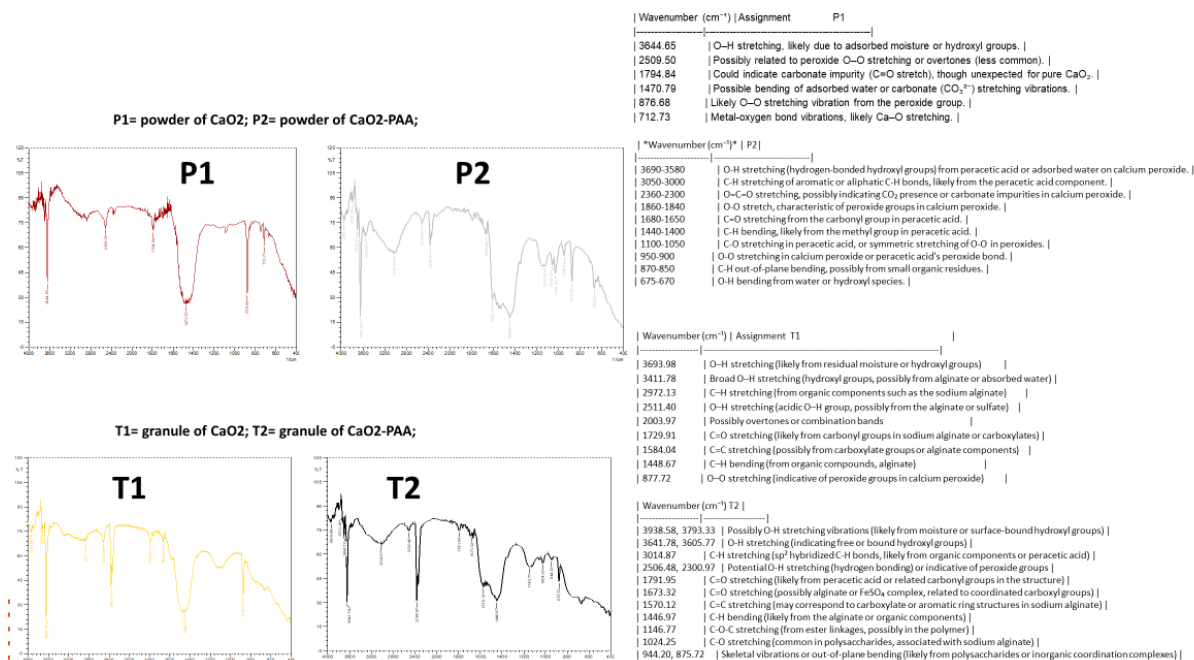 P1= powder of CaO2; P2= powder of CaO2-PAA;
P1
P2
T1= granule of CaO2; T2= granule of CaO2-PAA;
T1
T2
| Wavenumber (cm⁻¹) | Assignment P1
|---------------------|----------------------------------------|
| 3644.65 | O–H stretching, likely due to adsorbed moisture or hydroxyl groups. |
| 2509.50 | Possibly related to peroxide O–O stretching or overtones (less common). |
| 1794.84 | Could indicate carbonate impurity (C=O stretch), though unexpected for pure CaO₂. |
| 1470.79 | Possible bending of adsorbed water or carbonate (CO₃²⁻) stretching vibrations. |
| 876.68 | Likely O–O stretching vibration from the peroxide group. |
| 712.73 | Metal-oxygen bond vibrations, likely Ca–O stretching. |
| *Wavenumber (cm⁻¹)* | P2|
|-----------------------|-----------------------------|
| 3690-3580 | O-H stretching (hydrogen-bonded hydroxyl groups) from peracetic acid or adsorbed water on calcium peroxide. |
| 3050-3000 | C-H stretching of aromatic or aliphatic C-H bonds, likely from the peracetic acid component. |
| 2360-2300 | O=C=O stretching, possibly indicating CO₂ presence or carbonate impurities in calcium peroxide. |
| 1860-1840 | O-O stretch, characteristic of peroxide groups in calcium peroxide. |
| 1680-1650 | C=O stretching from the carbonyl group in peracetic acid. |
| 1440-1400 | C-H bending, likely from the methyl group in peracetic acid. |
| 1100-1050 | C-O stretching in peracetic acid, or symmetric stretching of O-O in peroxides. |
| 950-900 | O-O stretching in calcium peroxide or peracetic acid's peroxide bond. |
| 870-850 | C-H out-of-plane bending, possibly from small organic residues. |
| 675-670 | O-H bending from water or hydroxyl species. |
| Wavenumber (cm⁻¹) | Assignment T1 |
|-------------------|------------------------------------------------------------|
| 3693.98 | O–H stretching (likely from residual moisture or hydroxyl groups) |
| 3411.78 | Broad O–H stretching (hydroxyl groups, possibly from alginate or absorbed water) |
| 2972.13 | C–H stretching (from organic components such as the sodium alginate) |
| 2511.40 | O–H stretching (acidic O–H group, possibly from the alginate or sulfate) |
| 2003.97 | Possibly overtones or combination bands |
| 1729.91 | C=O stretching (likely from carbonyl groups in sodium alginate or carboxylates) |
| 1584.04 | C=C stretching (possibly from carboxylate groups or alginate components) |
| 1448.67 | C–H bending (from organic compounds, alginate) |
| 877.72 | O–O stretching (indicative of peroxide groups in calcium peroxide) |
| Wavenumber (cm⁻¹) T2 |
|-------------------|----------------|
| 3938.58, 3793.33 | Possibly O-H stretching vibrations (likely from moisture or surface-bound hydroxyl groups) |
| 3641.78, 3605.77 | O-H stretching (indicating free or bound hydroxyl groups) |
| 3014.87 | C-H stretching (sp² hybridized C-H bonds, likely from organic components or peracetic acid) |
| 2506.48, 2300.97 | Potential O-H stretching (hydrogen bonding) or indicative of peroxide groups |
| 1791.95 | C=O stretching (likely from peracetic acid or related carbonyl groups in the structure) |
| 1673.32 | C=O stretching (possibly alginate or FeSO₄ complex, related to coordinated carboxyl groups) |
| 1570.12 | C=C stretching (may correspond to carboxylate or aromatic ring structures in sodium alginate) |
| 1446.97 | C-H bending (likely from the alginate or organic components) |
| 1146.77 | C-O-C stretching (from ester linkages, possibly in the polymer) |
| 1024.25 | C-O stretching (common in polysaccharides, associated with sodium alginate) |
| 944.20, 875.72 | Skeletal vibrations or out-of-plane bending (likely from polysaccharides or inorganic coordination complexes) |